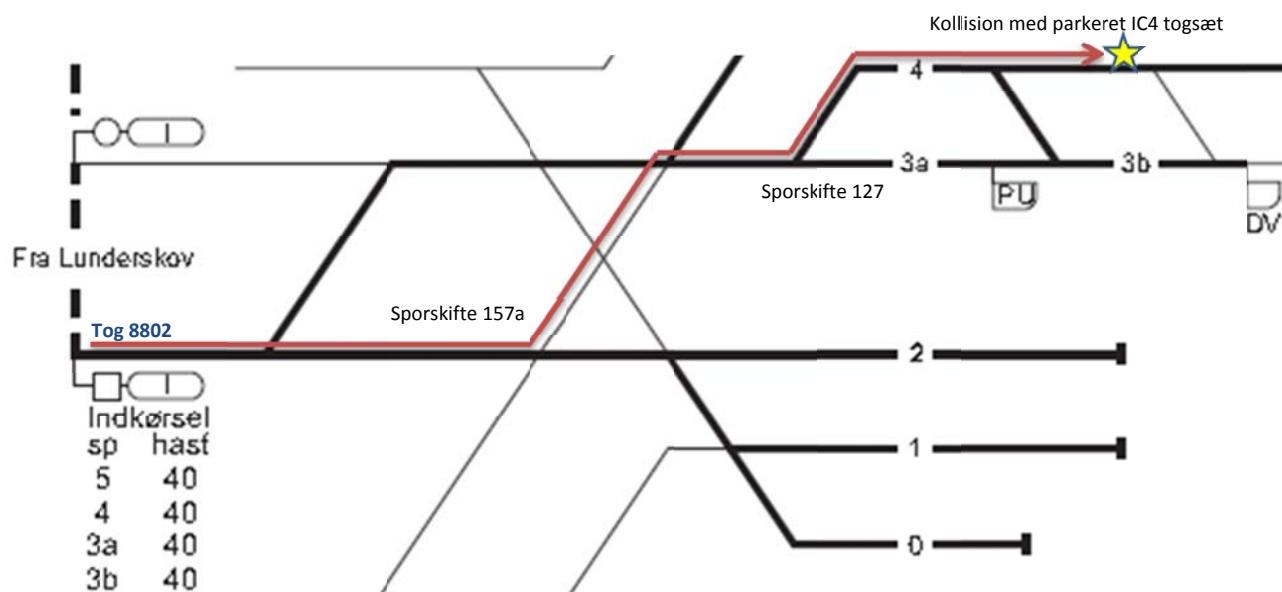 Kollision med parkeret IC4 togsæt
4
I
3a
3b
Sporskifte 127
PU
DV
Fra Lunderskov
Sporskifte 157a
Tog 8802
2
I
Indkørsel
sp hast
5 40
4 40
3a 40
3b 40
1
0